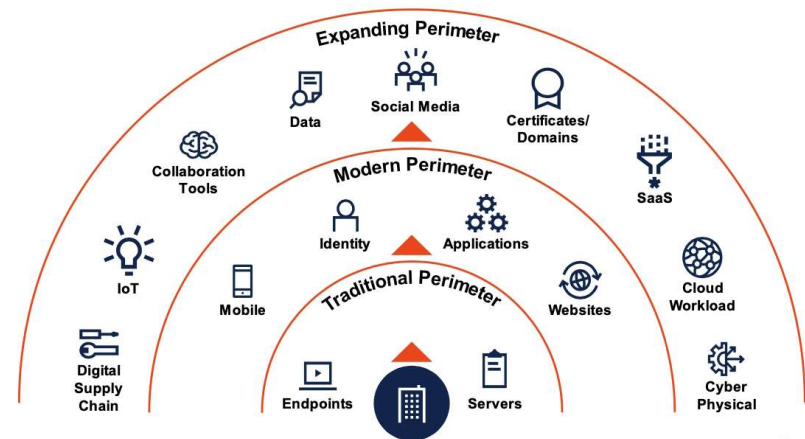 Expanding Perimeter
Social Media
Data
Certificates/
Domains
Collaboration
Tools
SaaS
IoT
Cloud
Workload
Digital
Supply
Chain
Cyber
Physical
Modern Perimeter
Identity
Applications
Mobile
Websites
Traditional Perimeter
Endpoints
Servers